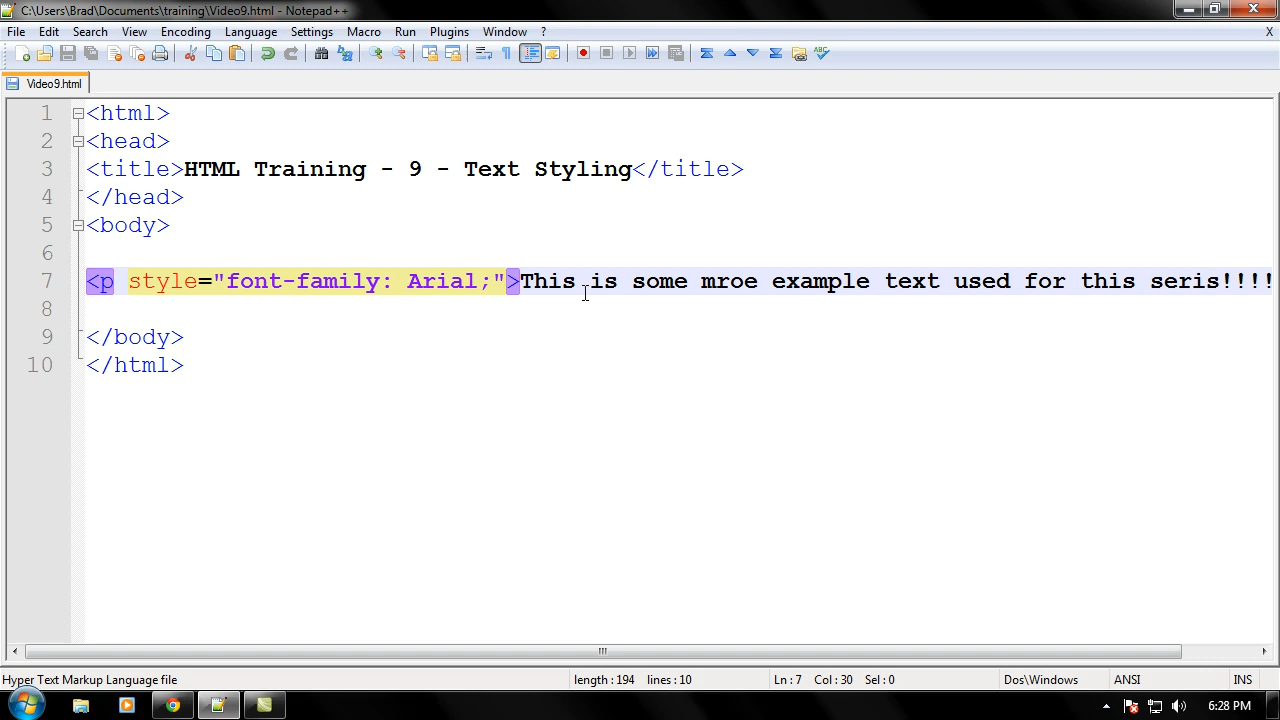 C:\Users\Brad\Documents\training\Video9.html - Notepad++
File Edit Search View Encoding Language Settings Macro Run Plugins Window ? X
Video9.html
1 <html>
2 <head>
3 <title>HTML Training - 9 - Text Styling</title>
4 </head>
5 <body>
6
7 <p style="font-family: Arial;">This is some mroe example text used for this seris!!!!
8
9 </body>
10 </html>
Hyper Text Markup Language file length : 194 lines : 10 Ln : 7 Col : 30 Sel : 0 Dos\Windows ANSI INS
6:28 PM